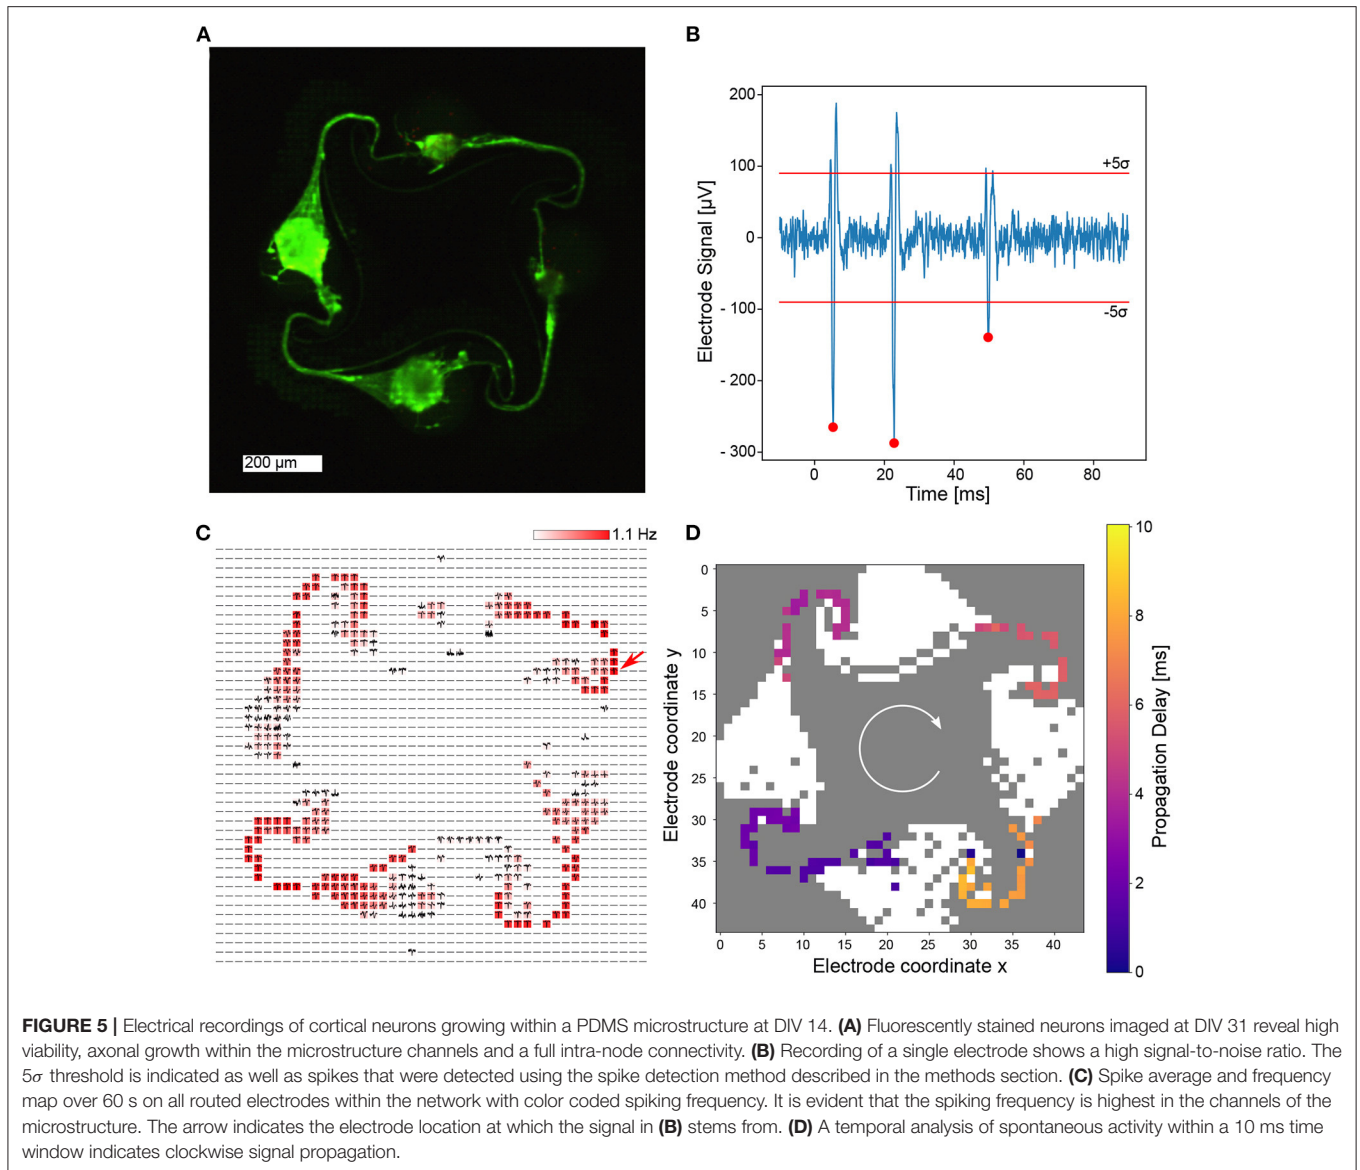 A
200 µm
B
200
100
0
- 100
- 200
- 300
+5σ
-5σ
Electrode Signal [µV]
0
20
40
60
80
Time [ms]
C
1.1 Hz
D
0
5
10
15
20
25
30
35
40
Electrode coordinate y
0
5
10
15
20
25
30
35
40
Electrode coordinate x
10
8
6
4
2
0
Propagation Delay [ms]
FIGURE 5 | Electrical recordings of cortical neurons growing within a PDMS microstructure at DIV 14. (A) Fluorescently stained neurons imaged at DIV 31 reveal high
viability, axonal growth within the microstructure channels and a full intra-node connectivity. (B) Recording of a single electrode shows a high signal-to-noise ratio. The
5σ threshold is indicated as well as spikes that were detected using the spike detection method described in the methods section. (C) Spike average and frequency
map over 60 s on all routed electrodes within the network with color coded spiking frequency. It is evident that the spiking frequency is highest in the channels of the
microstructure. The arrow indicates the electrode location at which the signal in (B) stems from. (D) A temporal analysis of spontaneous activity within a 10 ms time
window indicates clockwise signal propagation.